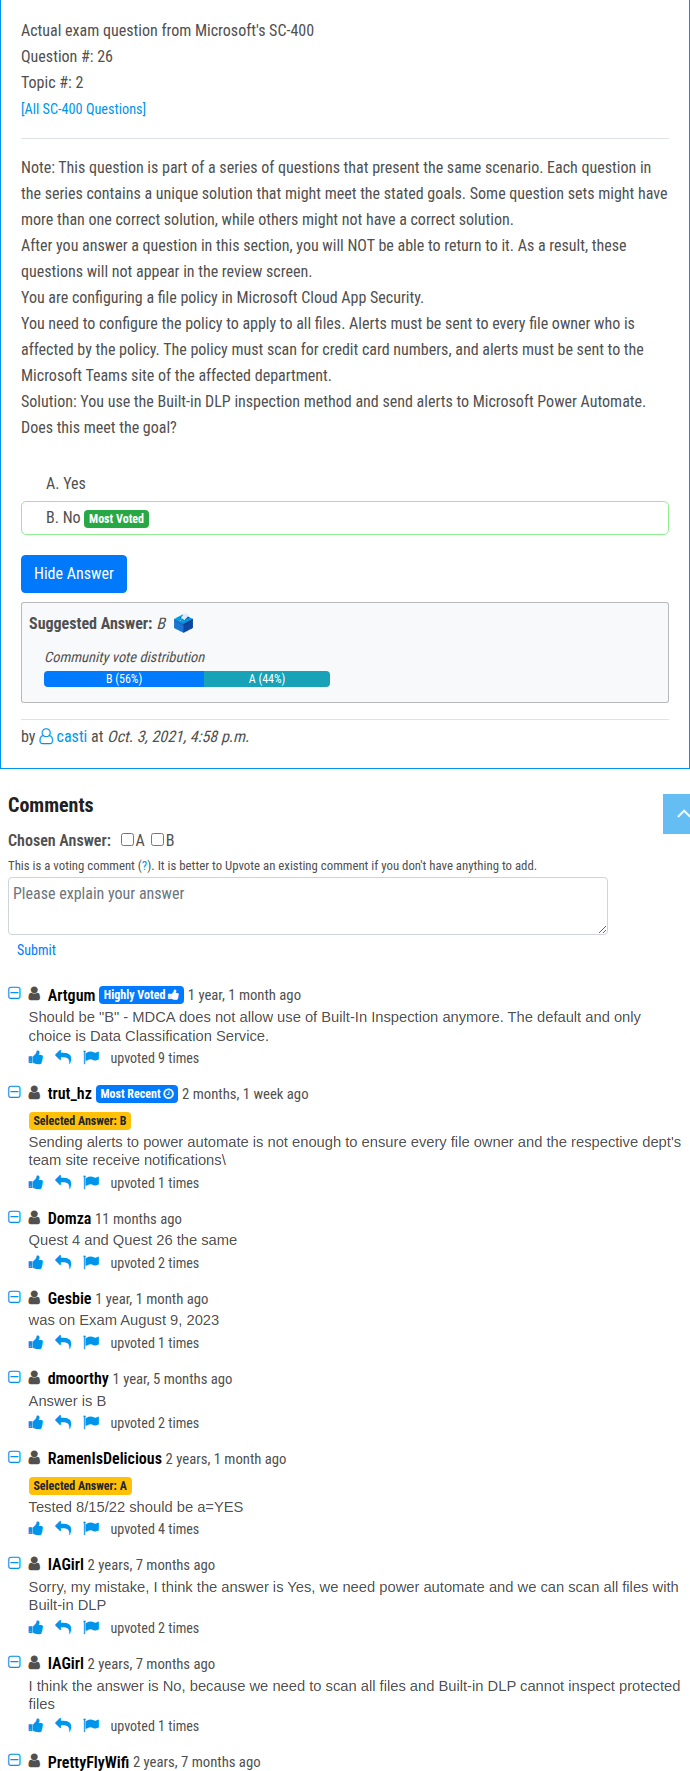 Actual exam question from Microsoft's SC-400
Question #: 26
Topic #: 2
[All SC-400 Questions]
Note: This question is part of a series of questions that present the same scenario. Each question in
the series contains a unique solution that might meet the stated goals. Some question sets might have
more than one correct solution, while others might not have a correct solution.
After you answer a question in this section, you will NOT be able to return to it. As a result, these
questions will not appear in the review screen.
You are configuring a file policy in Microsoft Cloud App Security.
You need to configure the policy to apply to all files. Alerts must be sent to every file owner who is
affected by the policy. The policy must scan for credit card numbers, and alerts must be sent to the
Microsoft Teams site of the affected department.
Solution: You use the Built-in DLP inspection method and send alerts to Microsoft Power Automate.
Does this meet the goal?
A. Yes
B. No Most Voted
Hide Answer
Suggested Answer: B
Community vote distribution
B (56%) A (44%)
by casti at Oct. 3, 2021, 4:58 p.m.
Comments
Chosen Answer: A B
This is a voting comment (?). It is better to Upvote an existing comment if you don't have anything to add.
Please explain your answer
Submit
Artgum Highly Voted 1 year, 1 month ago
Should be "B" - MDCA does not allow use of Built-In Inspection anymore. The default and only
choice is Data Classification Service.
upvoted 9 times
trut_hz Most Recent 2 months, 1 week ago
Selected Answer: B
Sending alerts to power automate is not enough to ensure every file owner and the respective dept's
team site receive notifications\
upvoted 1 times
Domza 11 months ago
Quest 4 and Quest 26 the same
upvoted 2 times
Gesbie 1 year, 1 month ago
was on Exam August 9, 2023
upvoted 1 times
dmoorthy 1 year, 5 months ago
Answer is B
upvoted 2 times
RamenIsDelicious 2 years, 1 month ago
Selected Answer: A
Tested 8/15/22 should be a=YES
upvoted 4 times
IAGirl 2 years, 7 months ago
Sorry, my mistake, I think the answer is Yes, we need power automate and we can scan all files with
Built-in DLP
upvoted 2 times
IAGirl 2 years, 7 months ago
I think the answer is No, because we need to scan all files and Built-in DLP cannot inspect protected
files
upvoted 1 times
PrettyFlyWifi 2 years, 7 months ago